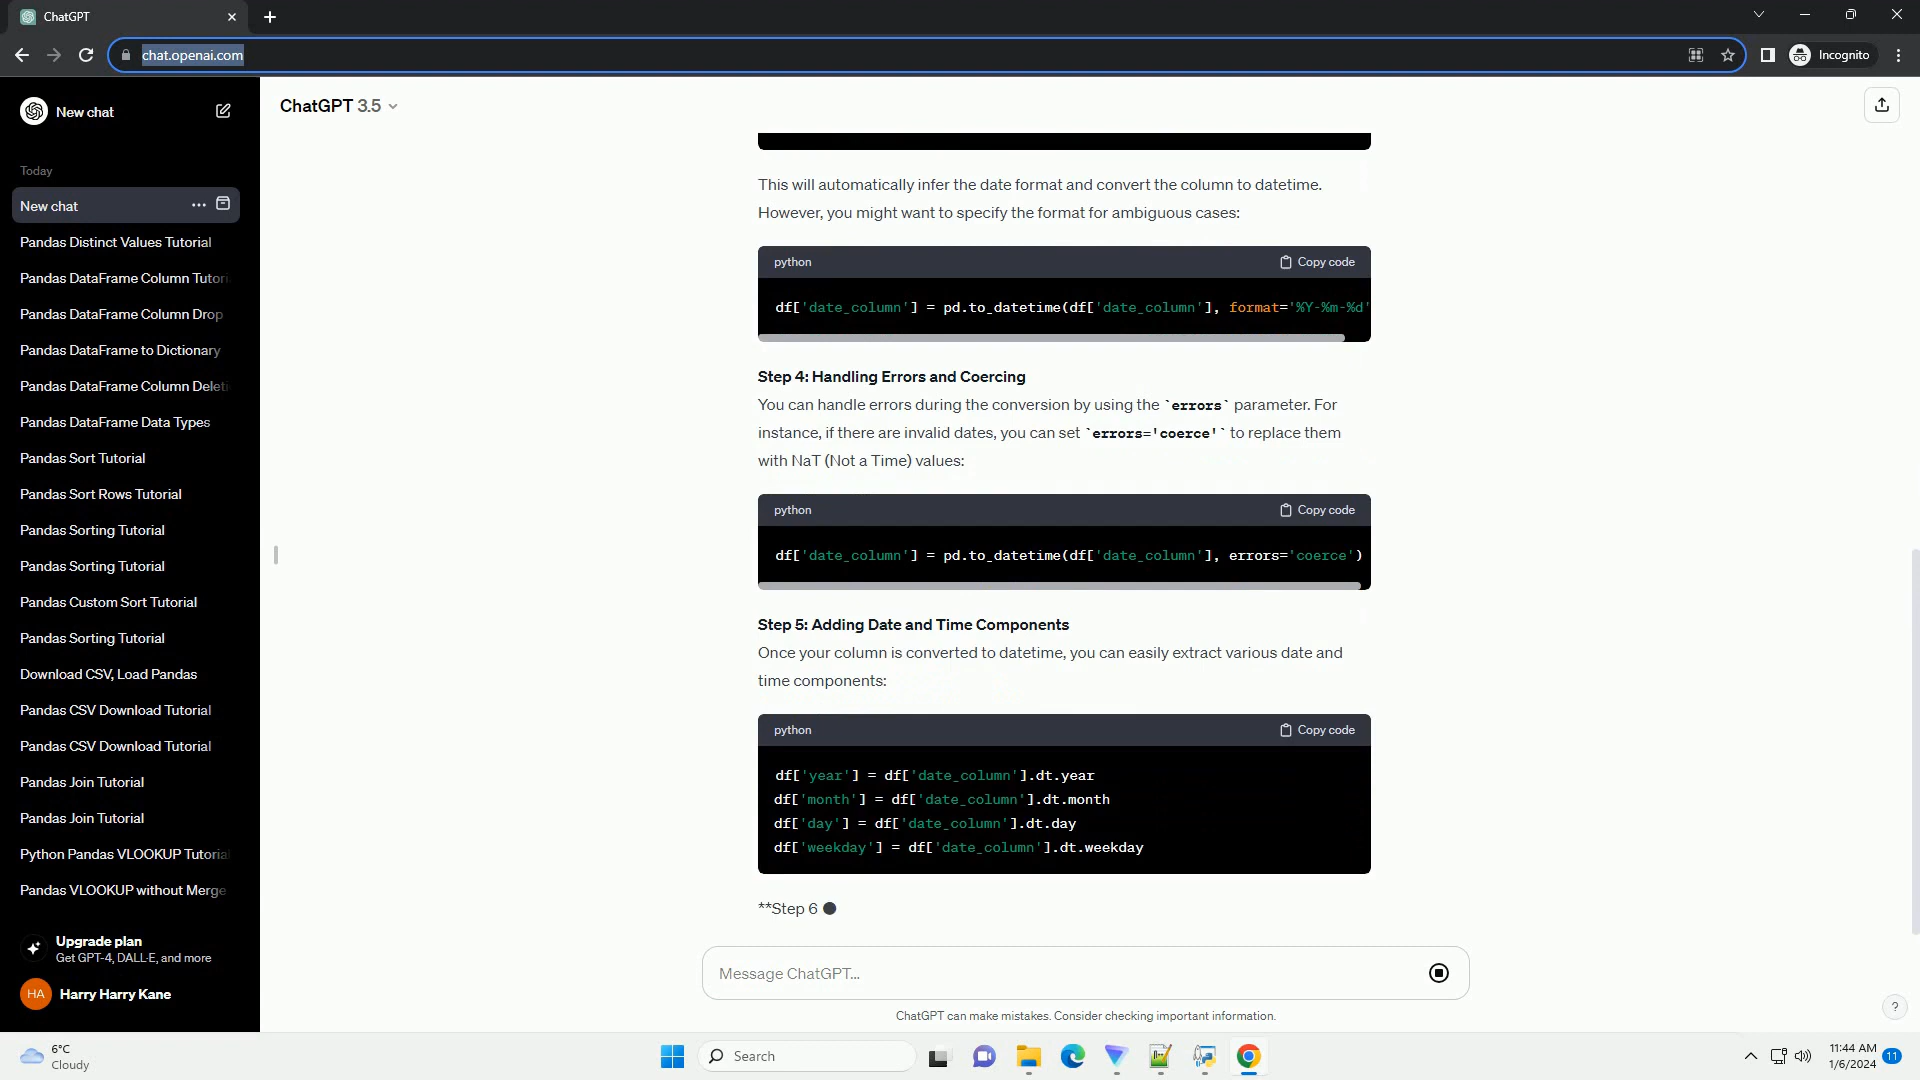 ChatGPT
chat.openai.com
Incognito
New chat
ChatGPT 3.5
Today
New chat
Pandas Distinct Values Tutorial
Pandas DataFrame Column Tutori
Pandas DataFrame Column Drop
Pandas DataFrame to Dictionary
Pandas DataFrame Column Deleti
Pandas DataFrame Data Types
Pandas Sort Tutorial
Pandas Sort Rows Tutorial
Pandas Sorting Tutorial
Pandas Sorting Tutorial
Pandas Custom Sort Tutorial
Pandas Sorting Tutorial
Download CSV, Load Pandas
Pandas CSV Download Tutorial
Pandas CSV Download Tutorial
Pandas Join Tutorial
Pandas Join Tutorial
Python Pandas VLOOKUP Tutorial
Pandas VLOOKUP without Merge
Upgrade plan
Get GPT-4, DALL·E, and more
HA
Harry Harry Kane
This will automatically infer the date format and convert the column to datetime.
However, you might want to specify the format for ambiguous cases:
python
Copy code
df['date_column'] = pd.to_datetime(df['date_column'], format='%Y-%m-%d'
Step 4: Handling Errors and Coercing
You can handle errors during the conversion by using the `errors` parameter. For
instance, if there are invalid dates, you can set `errors='coerce'` to replace them
with NaT (Not a Time) values:
python
Copy code
df['date_column'] = pd.to_datetime(df['date_column'], errors='coerce')
Step 5: Adding Date and Time Components
Once your column is converted to datetime, you can easily extract various date and
time components:
python
Copy code
df['year'] = df['date_column'].dt.year
df['month'] = df['date_column'].dt.month
df['day'] = df['date_column'].dt.day
df['weekday'] = df['date_column'].dt.weekday
**Step 6
Message ChatGPT...
ChatGPT can make mistakes. Consider checking important information.
?
6°C
Cloudy
Search
11:44 AM
1/6/2024
11